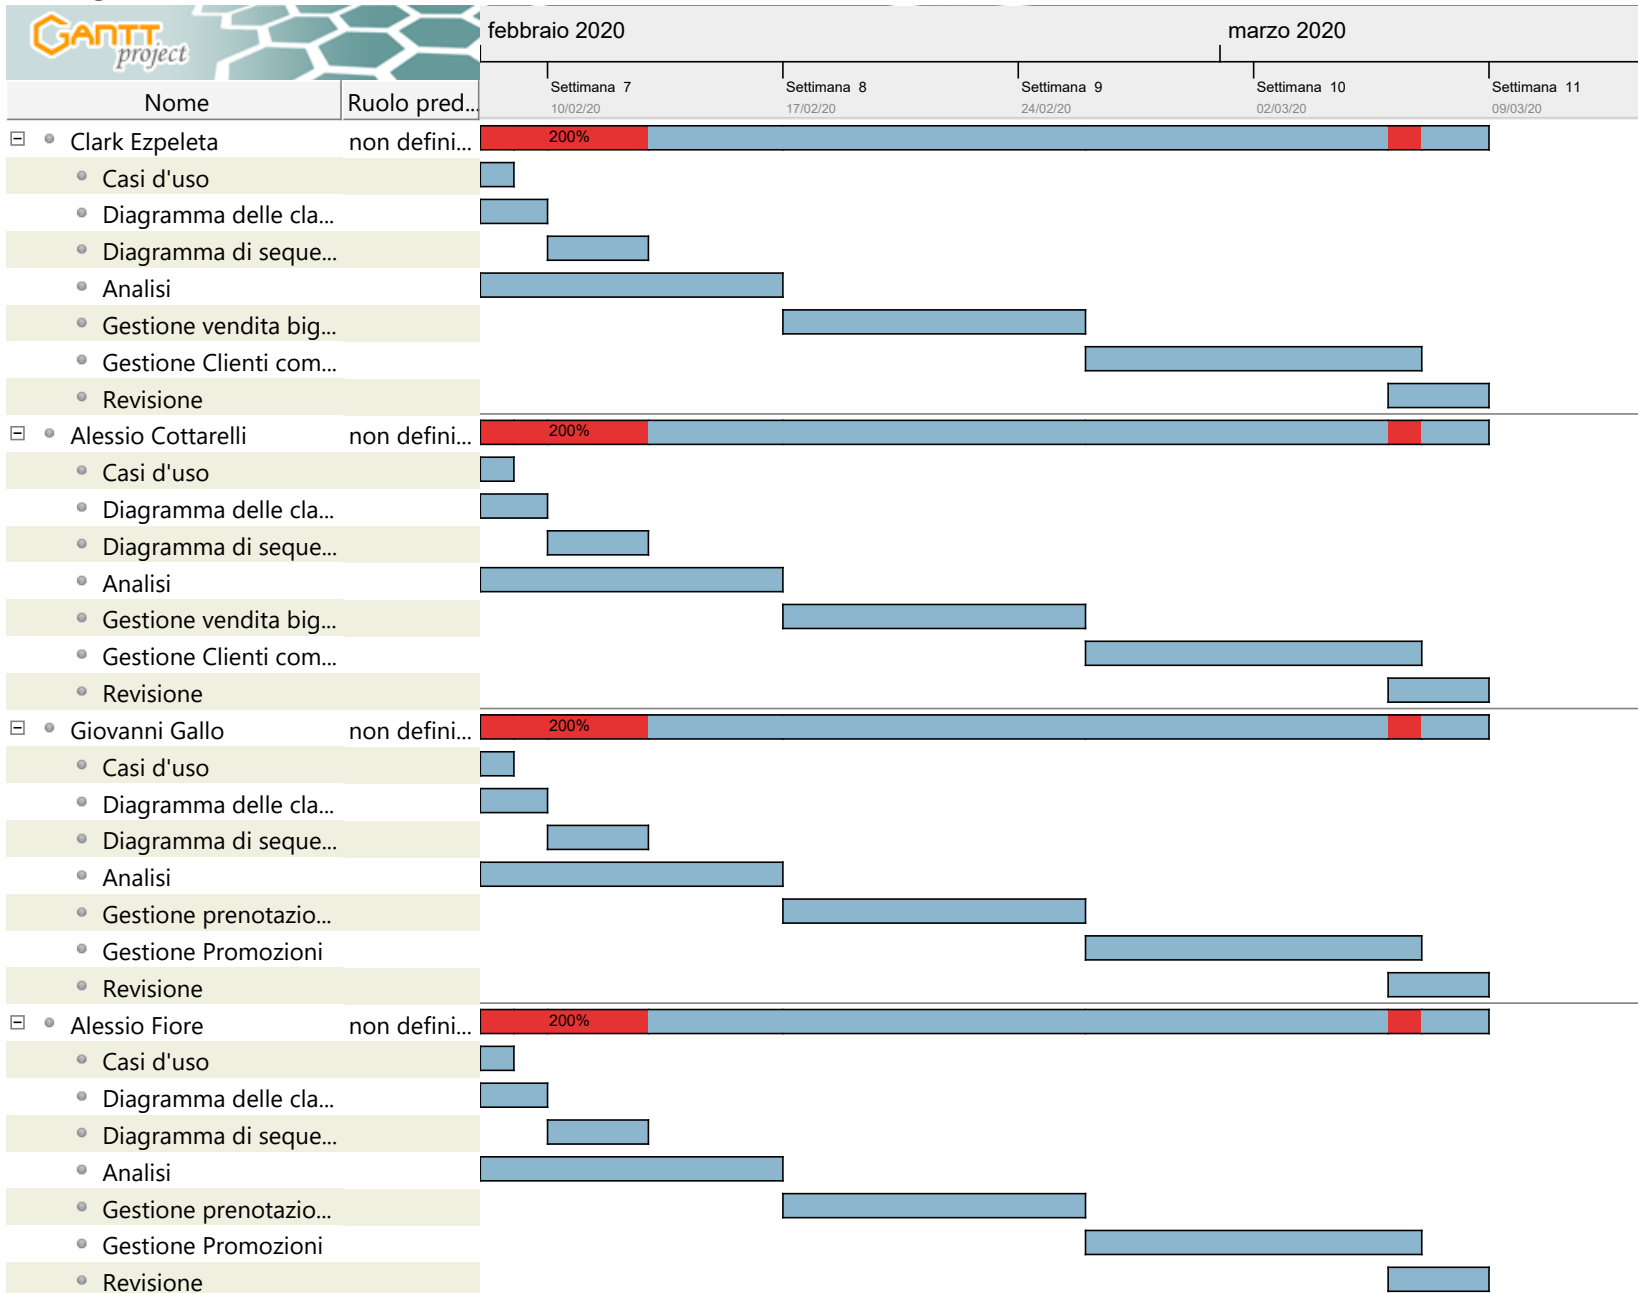 GANTT
project
febbraio 2020 marzo 2020
Settimana 7 Settimana 8 Settimana 9 Settimana 10 Settimana 11
10/02/20 17/02/20 24/02/20 02/03/20 09/03/20
Nome Ruolo pred...
Clark Ezpeleta non defini... 200%
Casi d'uso
Diagramma delle cla...
Diagramma di seque...
Analisi
Gestione vendita big...
Gestione Clienti com...
Revisione
Alessio Cottarelli non defini... 200%
Casi d'uso
Diagramma delle cla...
Diagramma di seque...
Analisi
Gestione vendita big...
Gestione Clienti com...
Revisione
Giovanni Gallo non defini... 200%
Casi d'uso
Diagramma delle cla...
Diagramma di seque...
Analisi
Gestione prenotazio...
Gestione Promozioni
Revisione
Alessio Fiore non defini... 200%
Casi d'uso
Diagramma delle cla...
Diagramma di seque...
Analisi
Gestione prenotazio...
Gestione Promozioni
Revisione